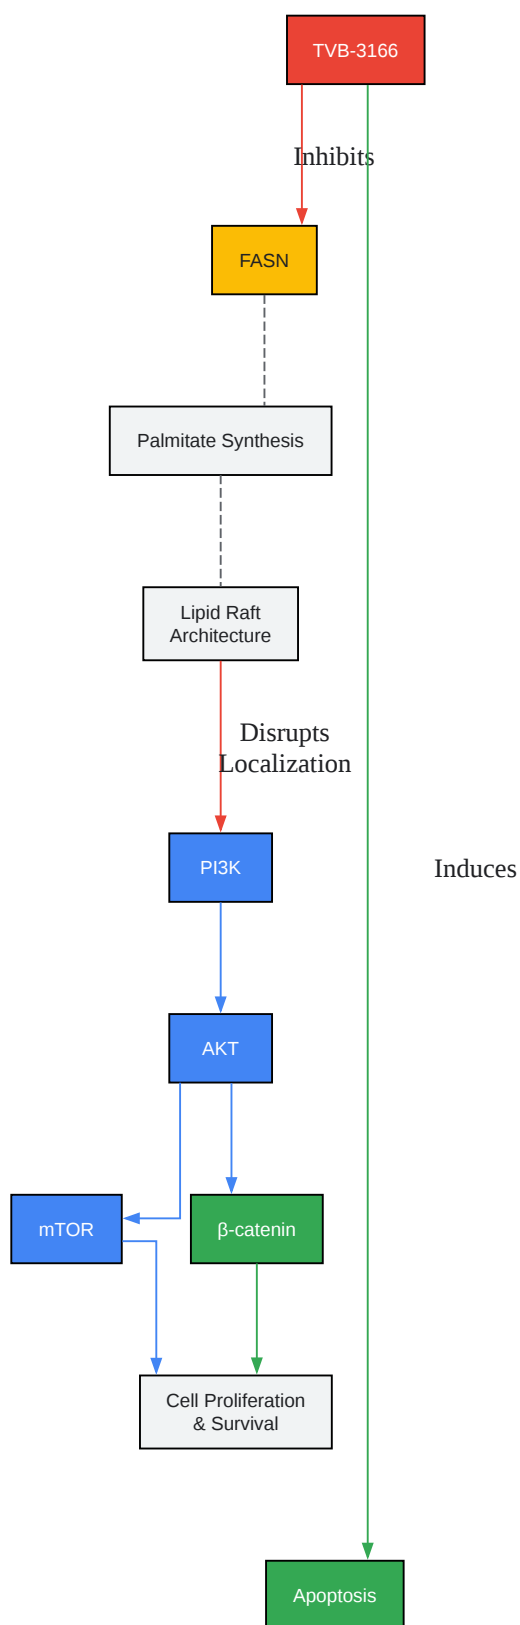 TVB-3166
Inhibits
FASN
Palmitate Synthesis
Lipid Raft
Architecture
Disrupts
Localization
PI3K
Induces
AKT
mTOR
β-catenin
Cell Proliferation
& Survival
Apoptosis